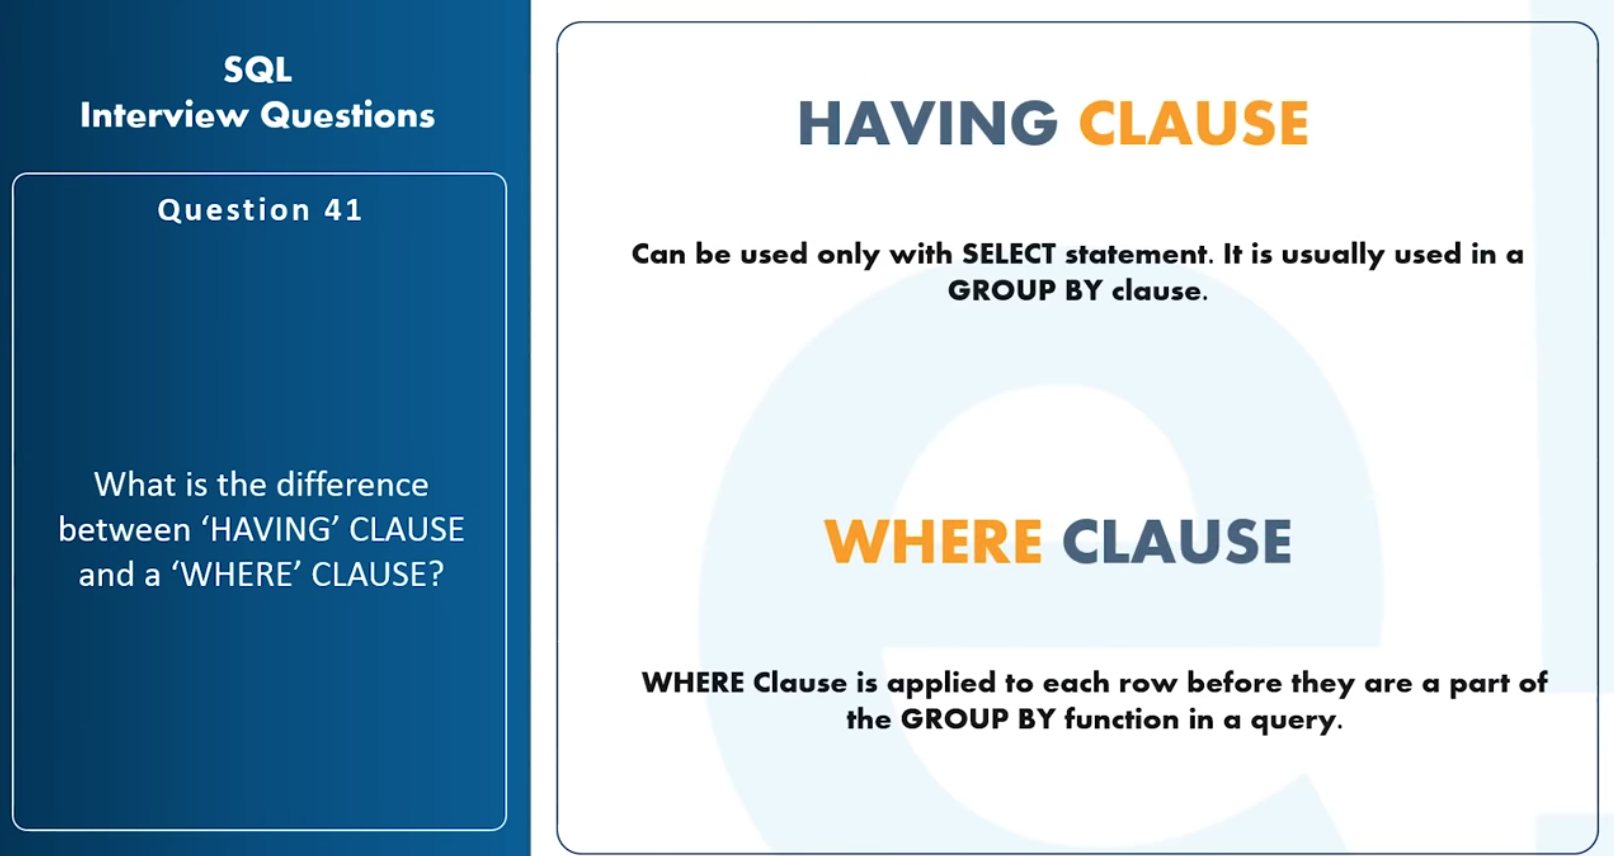 SQL
Interview Questions
Question 41
What is the difference
between ‘HAVING’ CLAUSE
and a ‘WHERE’ CLAUSE?
HAVING CLAUSE
Can be used only with SELECT statement. It is usually used in a
GROUP BY clause.
WHERE CLAUSE
WHERE Clause is applied to each row before they are a part of
the GROUP BY function in a query.